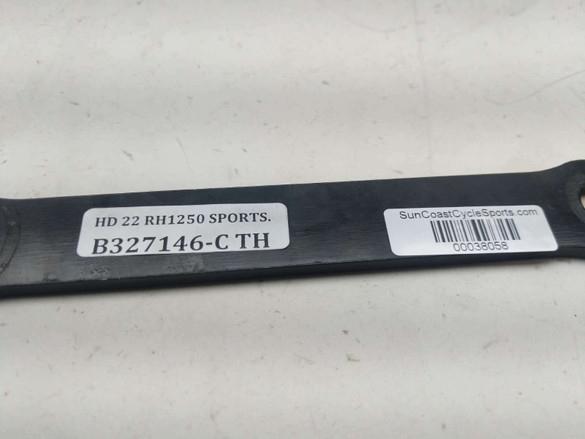 HD 22 RH1250 SPORTS.
B327146-C TH
SunCoastCycleSports.com
00038058